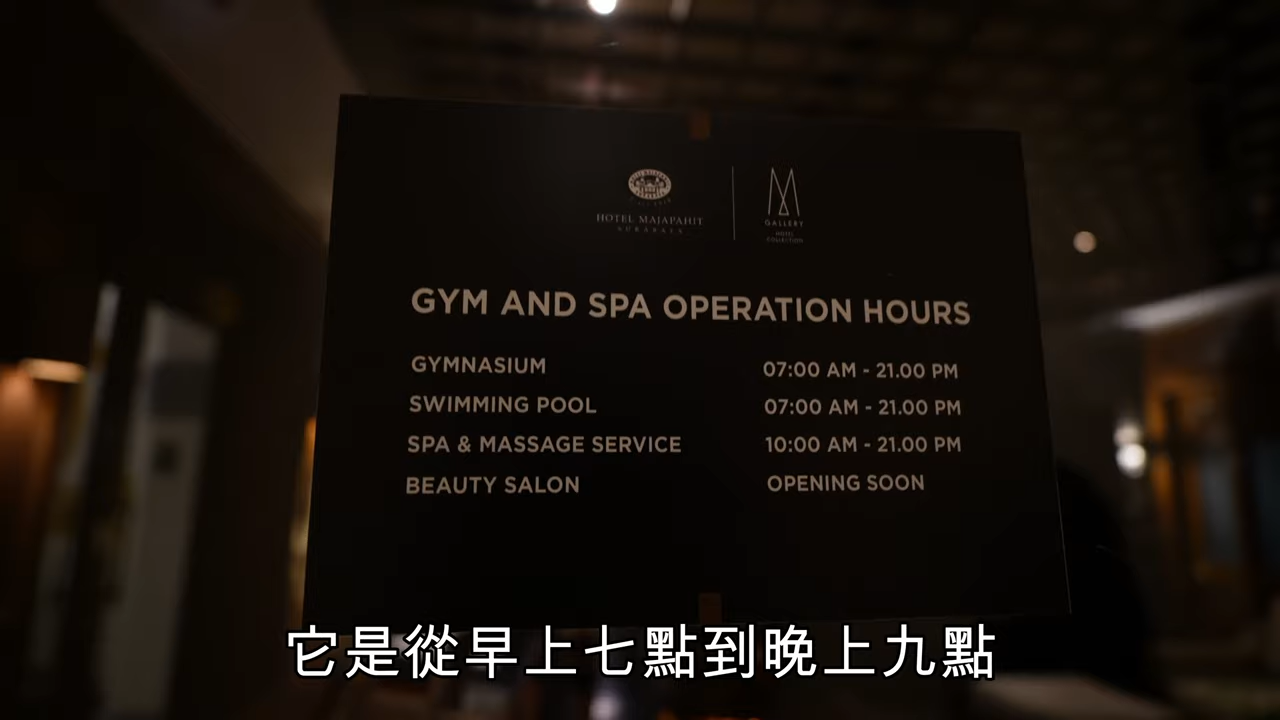 HOTEL MAJAPAHIT
SURABAYA
GALLERY
HOTEL
COLLECTION
GYM AND SPA OPERATION HOURS
GYMNASIUM 07:00 AM - 21.00 PM
SWIMMING POOL 07:00 AM - 21.00 PM
SPA & MASSAGE SERVICE 10:00 AM - 21.00 PM
BEAUTY SALON OPENING SOON
它是從早上七點到晚上九點